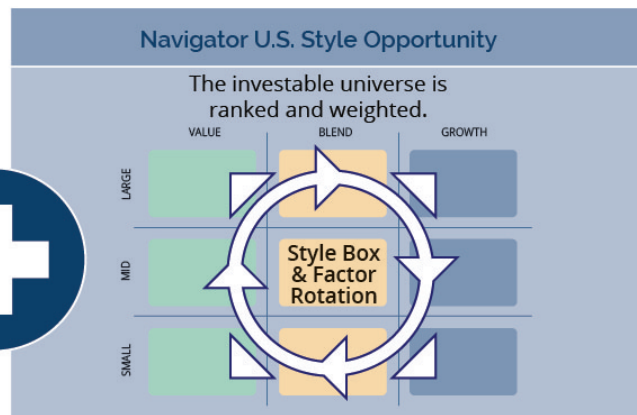 Navigator U.S. Style Opportunity
The investable universe is
ranked and weighted.
VALUE
BLEND
GROWTH
LARGE
MID
Style Box
& Factor
Rotation
SMALL